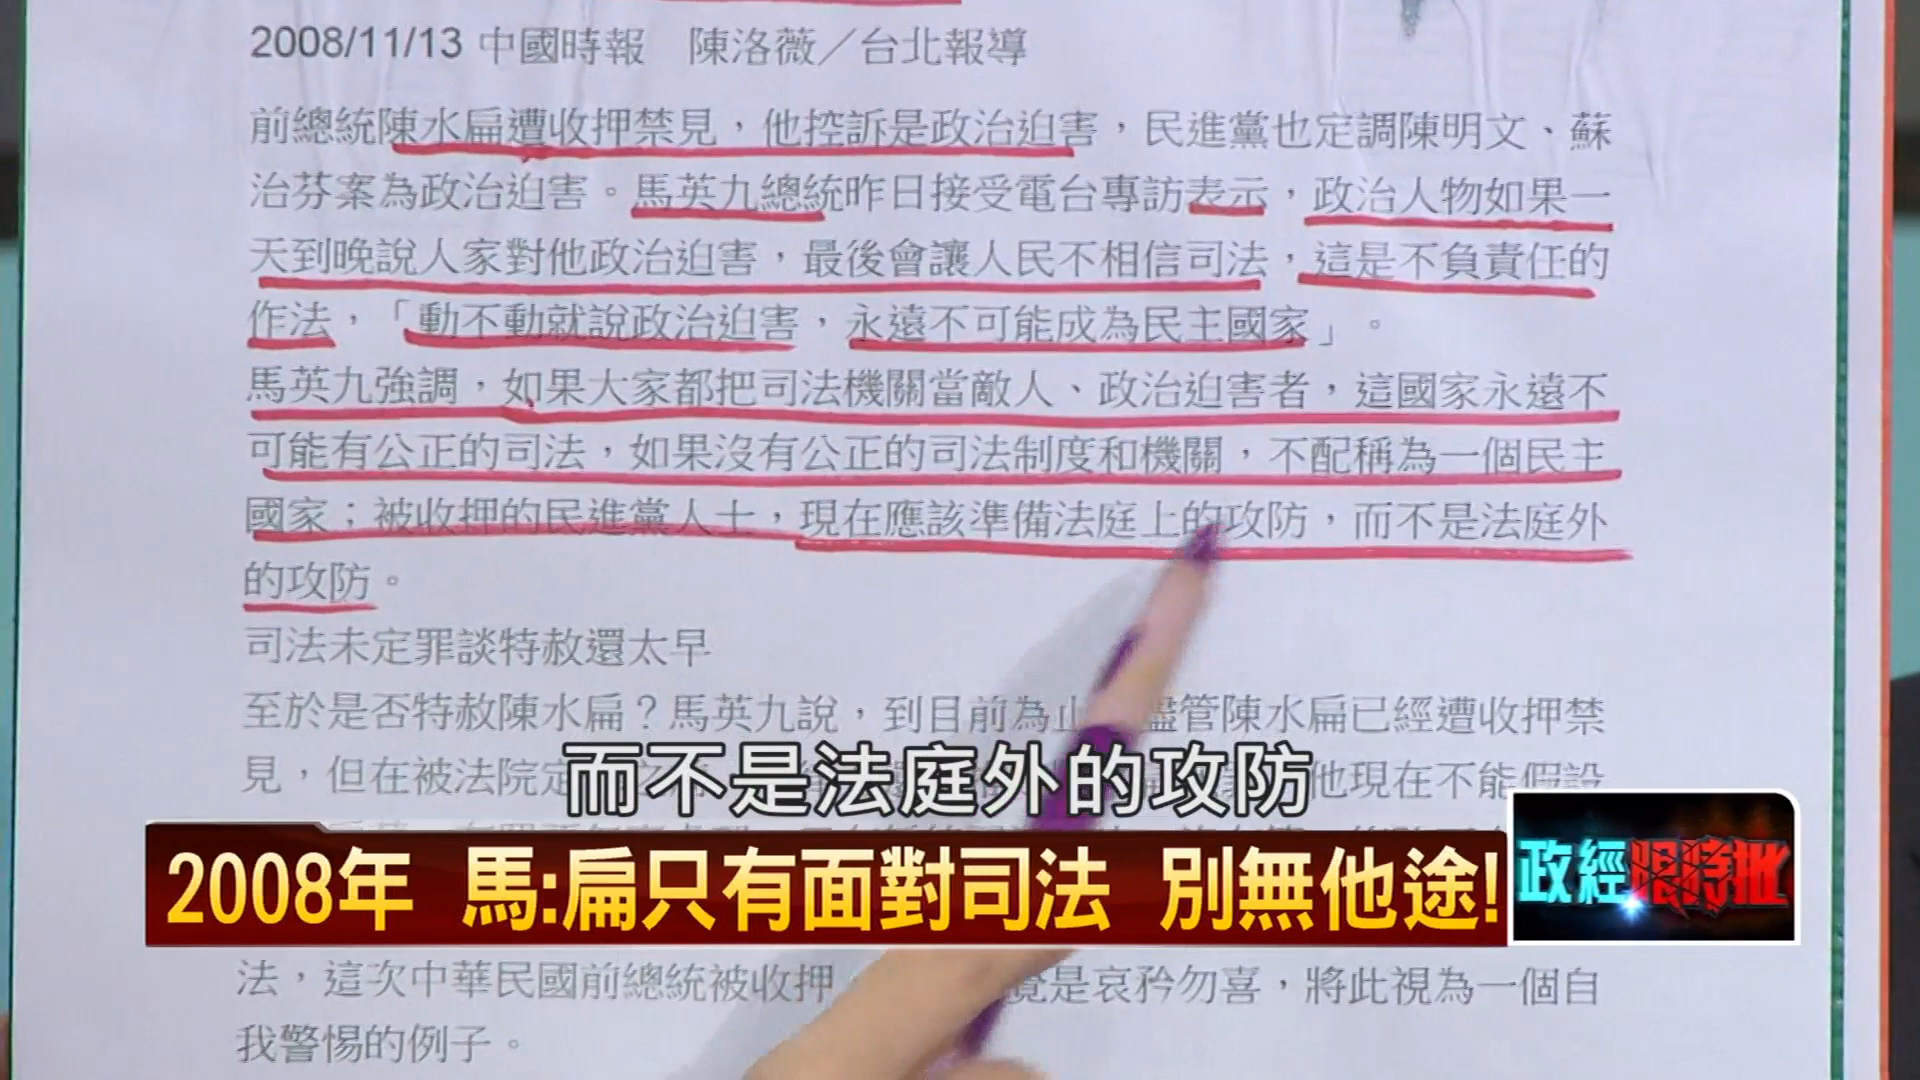 2008/11/13 中國時報 陳洛薇／台北報導
前總統陳水扁遭收押禁見，他控訴是政治迫害，民進黨也定調陳明文、蘇
治芬案為政治迫害。馬英九總統昨日接受電台專訪表示，政治人物如果一
天到晚說人家對他政治迫害，最後會讓人民不相信司法，這是不負責任的
作法，「動不動就說政治迫害，永遠不可能成為民主國家」。
馬英九強調，如果大家都把司法機關當敵人、政治迫害者，這國家永遠不
可能有公正的司法，如果沒有公正的司法制度和機關，不配稱為一個民主
國家；被收押的民進黨人士，現在應該準備法庭上的攻防，而不是法庭外
的攻防。
司法未定罪談特赦還太早
至於是否特赦陳水扁？馬英九說，到目前為止 儘管陳水扁已經遭收押禁
見，但在被法院定 他現在不能假設
而不是法庭外的攻防
2008年 馬:扁只有面對司法 別無他途!
政經眼淨批
法，這次中華民國前總統被收押 覺是哀矜勿喜，將此視為一個自
我警惕的例子。